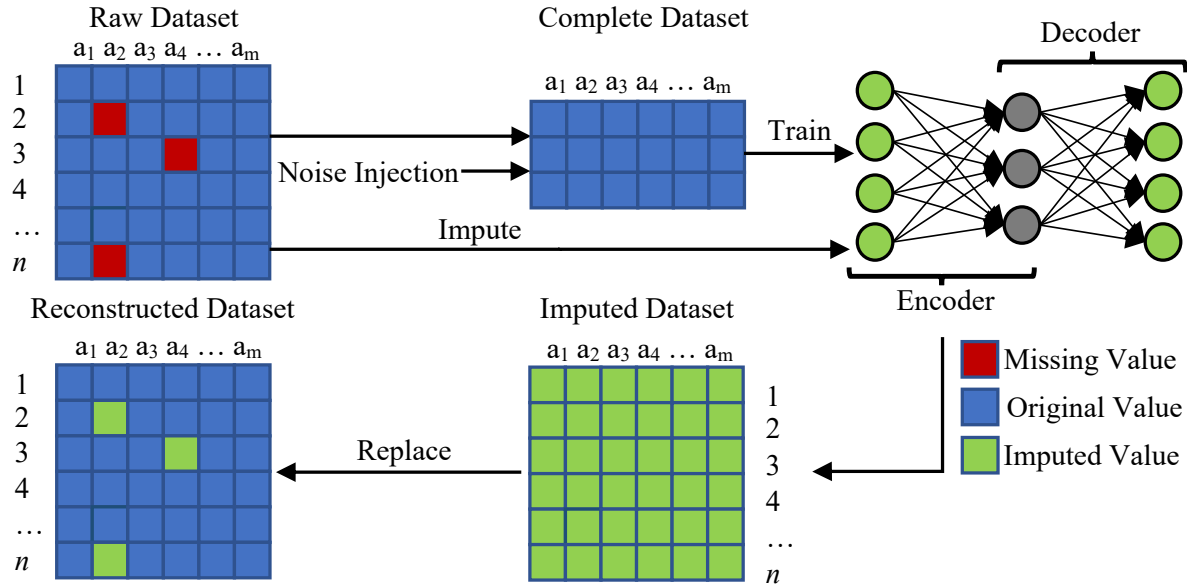 Raw Dataset
a1 a2 a3 a4 … am
1
2
3
4
…
n
Complete Dataset
a1 a2 a3 a4 … am
Noise Injection
Train
Impute
Decoder
Encoder
Reconstructed Dataset
a1 a2 a3 a4 … am
1
2
3
4
…
n
Replace
Imputed Dataset
a1 a2 a3 a4 … am
1
2
3
4
…
n
Missing Value
Original Value
Imputed Value